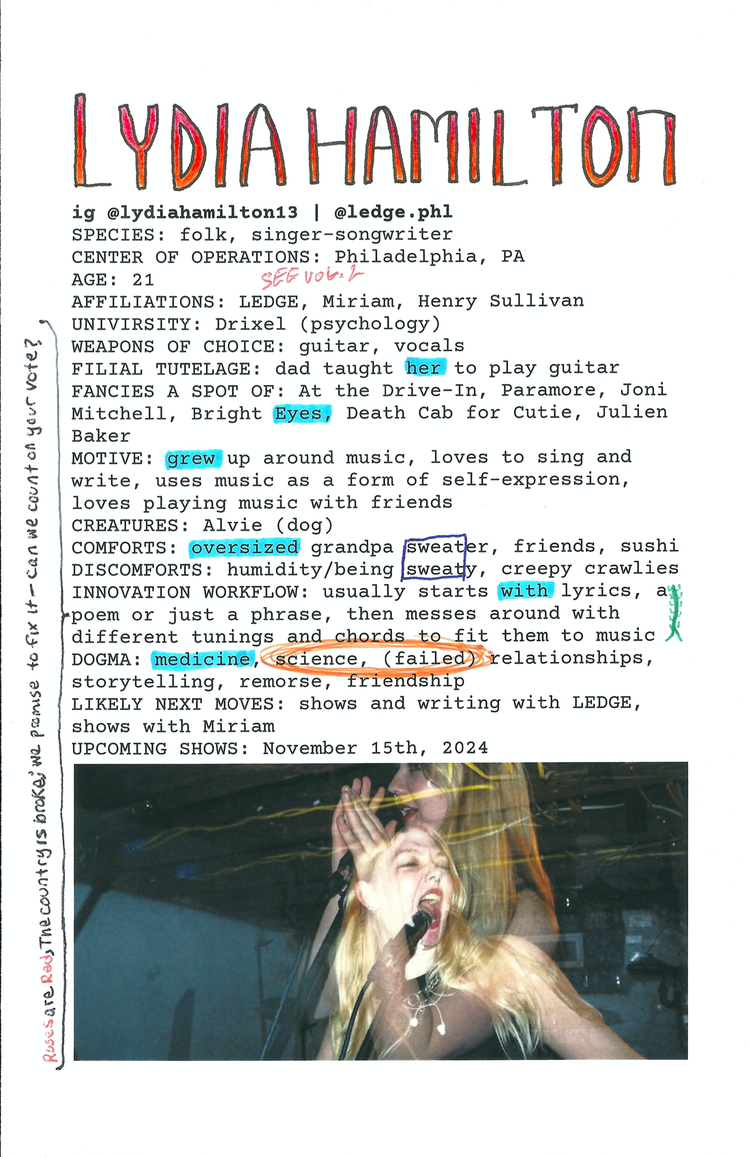 LYDIA HAMILTON
ig @lydiahamilton13 | @ledge.phl
SPECIES: folk, singer-songwriter
CENTER OF OPERATIONS: Philadelphia, PA
AGE: 21
SEE VOL. 2
AFFILIATIONS: LEDGE, Miriam, Henry Sullivan
UNIVIRSITY: Drixel (psychology)
WEAPONS OF CHOICE: guitar, vocals
FILIAL TUTELAGE: dad taught her to play guitar
FANCIES A SPOT OF: At the Drive-In, Paramore, Joni
Mitchell, Bright Eyes, Death Cab for Cutie, Julien
Baker
MOTIVE: grew up around music, loves to sing and
write, uses music as a form of self-expression,
loves playing music with friends
CREATURES: Alvie (dog)
COMFORTS: oversized grandpa sweater, friends, sushi
DISCOMFORTS: humidity/being sweaty, creepy crawlies
INNOVATION WORKFLOW: usually starts with lyrics, a
poem or just a phrase, then messes around with
different tunings and chords to fit them to music
DOGMA: medicine, science, (failed) relationships,
storytelling, remorse, friendship
LIKELY NEXT MOVES: shows and writing with LEDGE,
shows with Miriam
UPCOMING SHOWS: November 15th, 2024
Roses are Red, The country is broke; we promise to fix it - can we count on your vote?